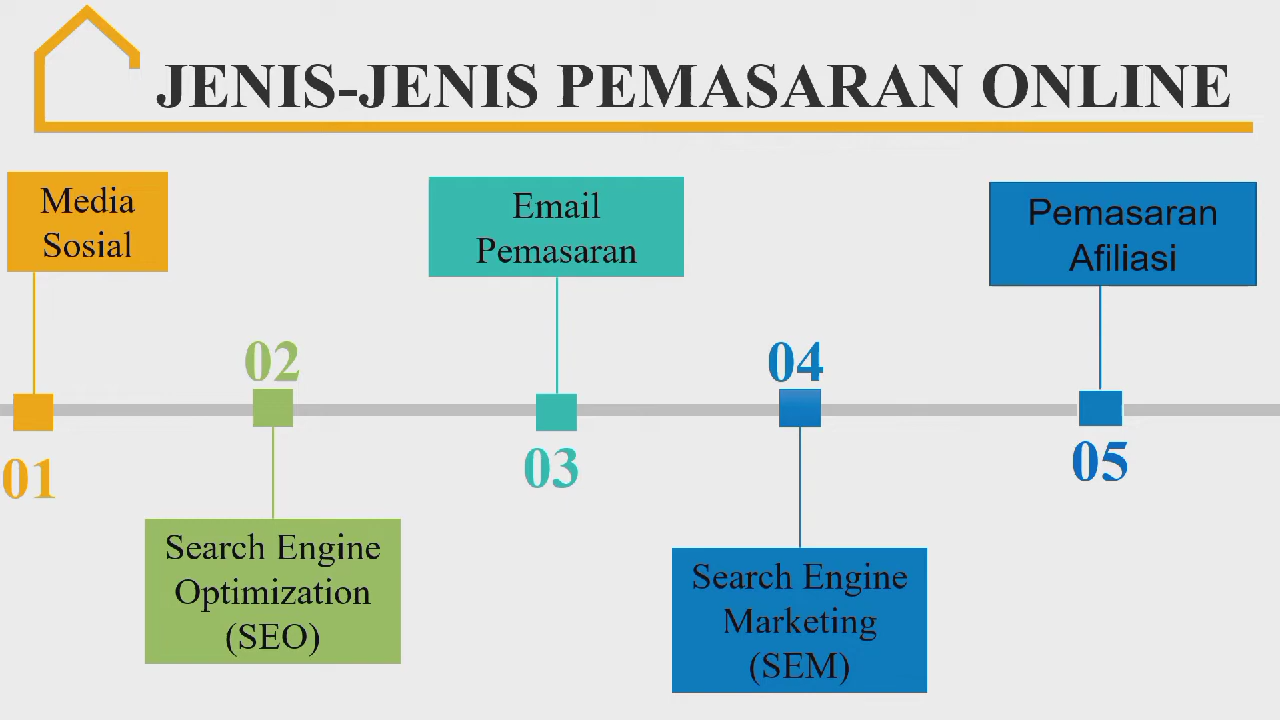 JENIS-JENIS PEMASARAN ONLINE
Media
Sosial
01
02
Search Engine
Optimization
(SEO)
Email
Pemasaran
03
04
Search Engine
Marketing
(SEM)
Pemasaran
Afiliasi
05